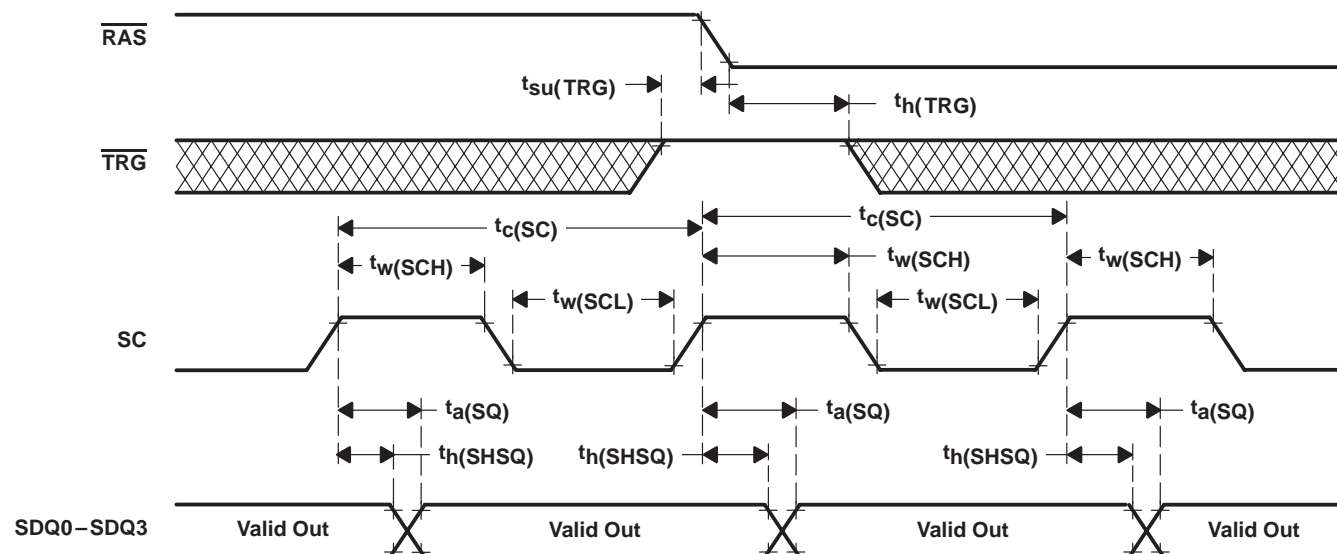 RAS
tsu(TRG)
th(TRG)
TRG
tc(SC)
tc(SC)
tw(SCH)
tw(SCH)
tw(SCH)
tw(SCL)
tw(SCL)
SC
ta(SQ)
ta(SQ)
ta(SQ)
th(SHSQ)
th(SHSQ)
th(SHSQ)
SDQ0–SDQ3
Valid Out
Valid Out
Valid Out
Valid Out